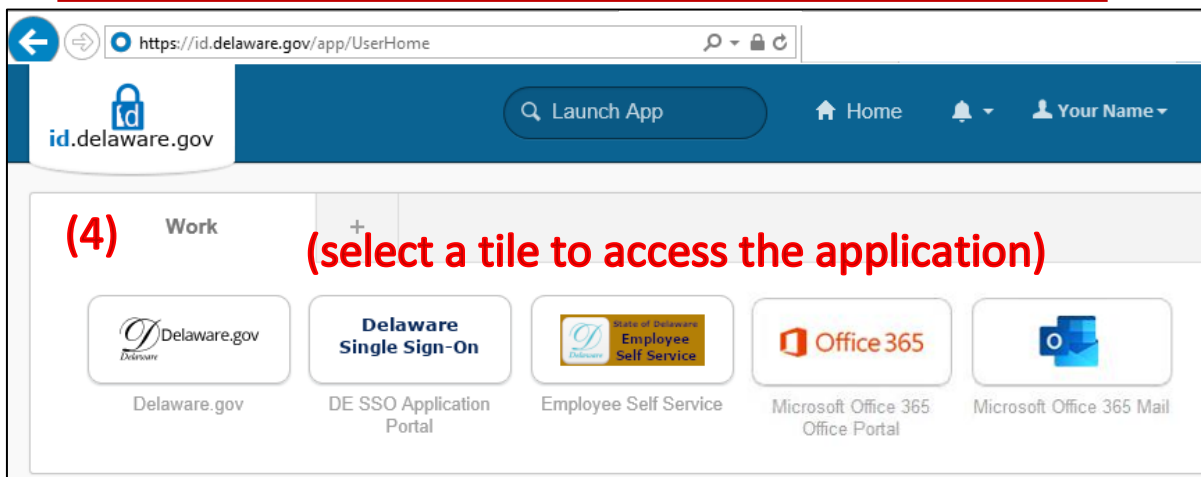 https://id.delaware.gov/app/UserHome
id
id.delaware.gov
Launch App
Home
Your Name
(4)
Work
+
(select a tile to access the application)
Delaware.gov
Delaware
Delaware
Single Sign-On
State of Delaware
Employee
Self Service
Delaware
Office 365
O
Delaware.gov
DE SSO Application
Portal
Employee Self Service
Microsoft Office 365
Office Portal
Microsoft Office 365 Mail